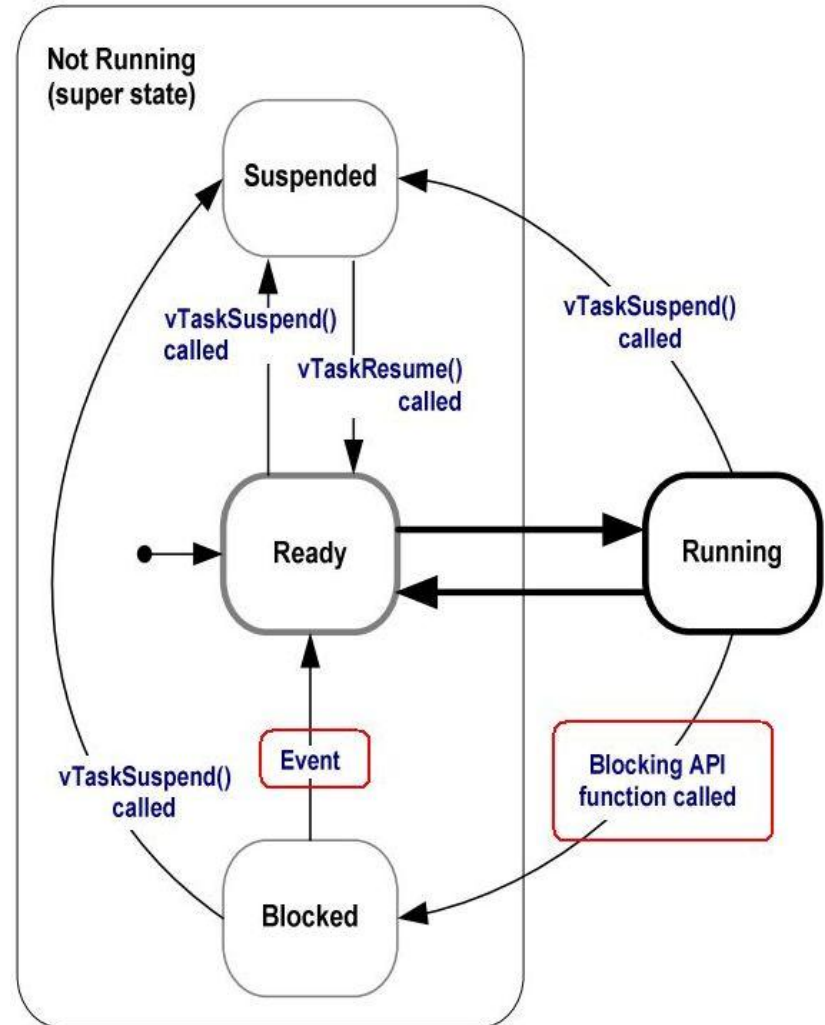 Not Running
(super state)
Suspended
vTaskSuspend()
called
vTaskResume()
called
vTaskSuspend()
called
Ready
Running
Event
Blocking API
function called
vTaskSuspend()
called
Blocked